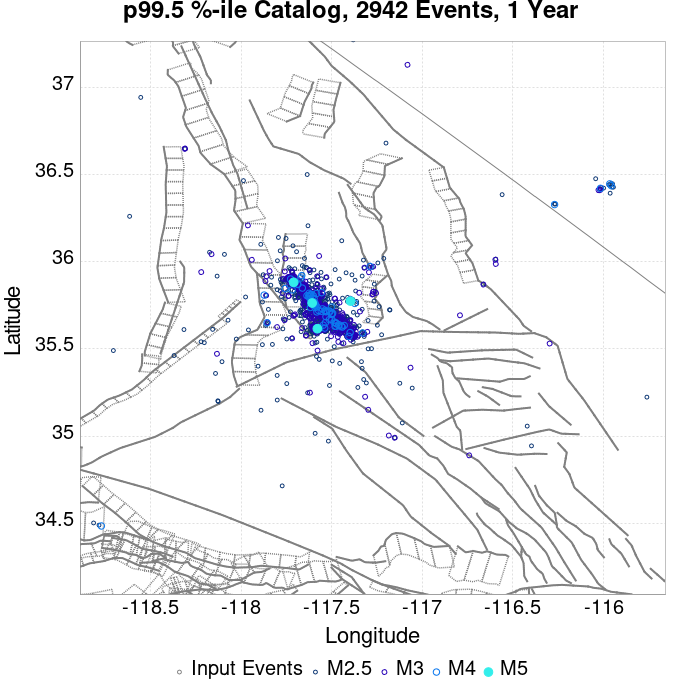 p99.5 %-ile Catalog, 2942 Events, 1 Year
37
36.5
36
35.5
35
34.5
Latitude
-118.5 -118 -117.5 -117 -116.5 -116
Longitude
Input Events M2.5 M3 M4 M5